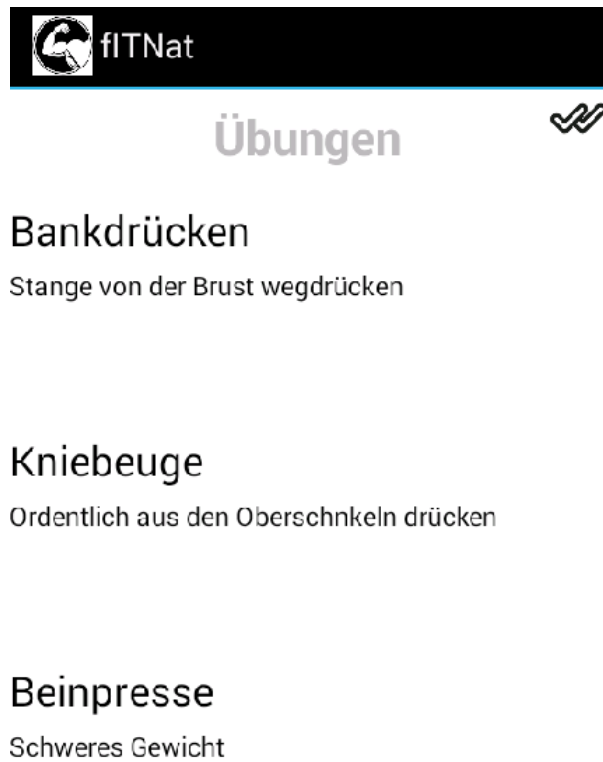 fITNat
Übungen
Bankdrücken
Stange von der Brust wegdrücken
Kniebeuge
Ordentlich aus den Oberschnkeln drücken
Beinpresse
Schweres Gewicht